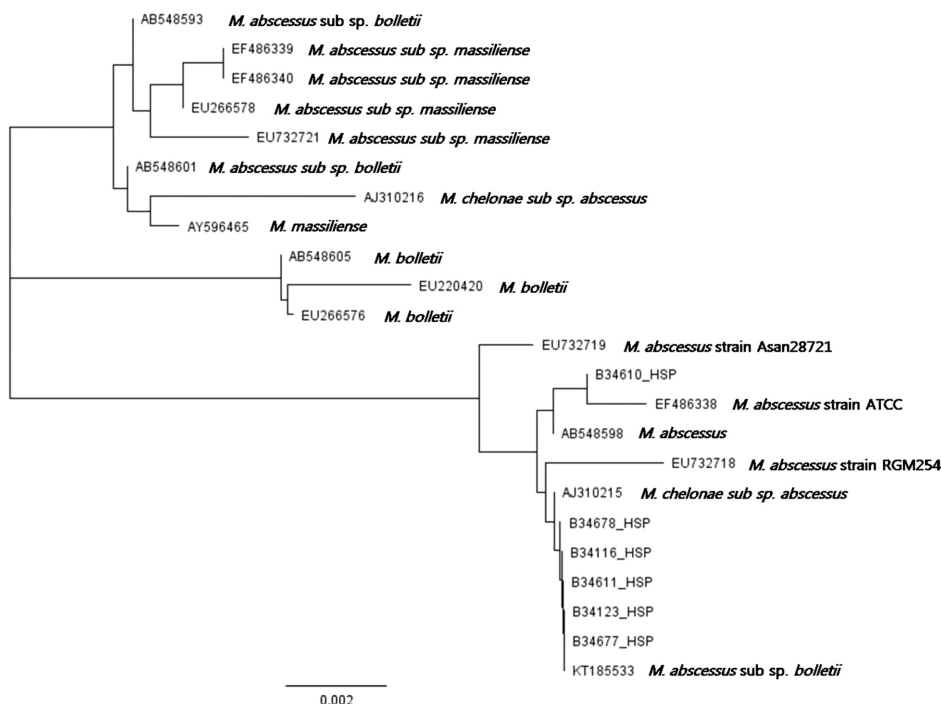 AB548593 M. abscessus sub sp. bolletii
EF486339 M. abscessus sub sp. massiliense
EF486340 M. abscessus sub sp. massiliense
EU266578 M. abscessus sub sp. massiliense
EU732721 M. abscessus sub sp. massiliense
AB548601 M. abscessus sub sp. bolletii
AJ310216 M. chelonae sub sp. abscessus
AY596465 M. massiliense
AB548605 M. bolletii
EU220420 M. bolletii
EU266576 M. bolletii
EU732719 M. abscessus strain Asan28721
B34610_HSP
EF486338 M. abscessus strain ATCC
AB548598 M. abscessus
EU732718 M. abscessus strain RGM254
AJ310215 M. chelonae sub sp. abscessus
B34678_HSP
B34116_HSP
B34611_HSP
B34123_HSP
B34677_HSP
KT185533 M. abscessus sub sp. bolletii
0.002